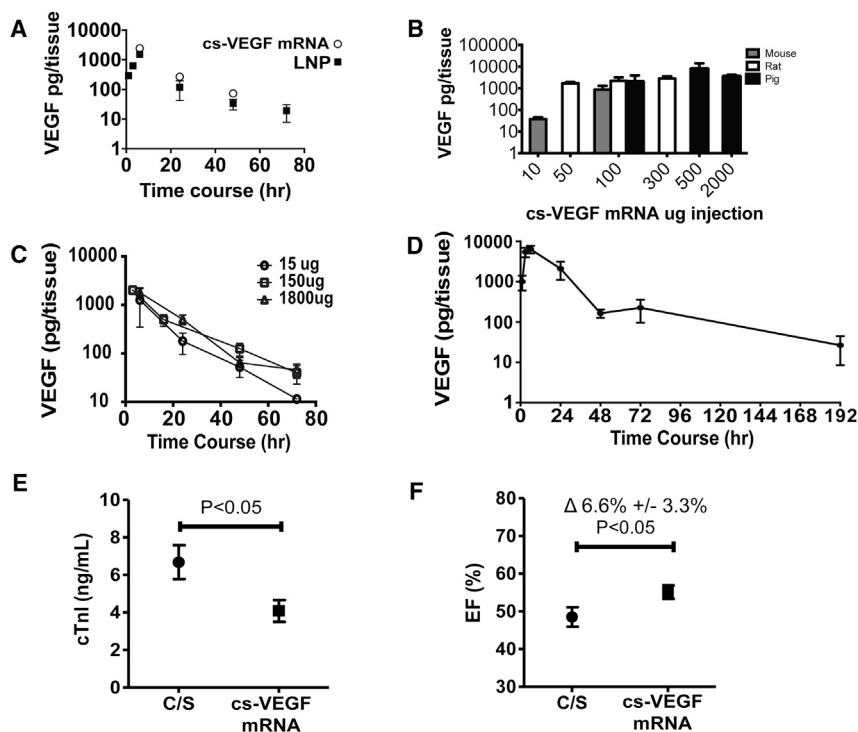 A
VEGF pg/tissue
10000
1000
100
10
1
cs-VEGF mRNA
LNP
0 20 40 60 80
Time course (hr)
B
VEGF pg/tissue
100000
10000
1000
100
10
1
Mouse
Rat
Pig
10 50 100 300 500 2000
cs-VEGF mRNA ug injection
C
VEGF (pg/tissue)
10000
1000
100
10
15 ug
150ug
1800ug
0 20 40 60 80
Time Course (hr)
D
VEGF (pg/tissue)
10000
1000
100
10
1
0 24 48 72 96 120 144 168 192
Time Course (hr)
E
cTnI (ng/mL)
10
8
6
4
2
0
P<0.05
C/S cs-VEGF
mRNA
F
EF (%)
80
70
60
50
40
30
Δ 6.6% +/- 3.3%
P<0.05
C/S cs-VEGF
mRNA